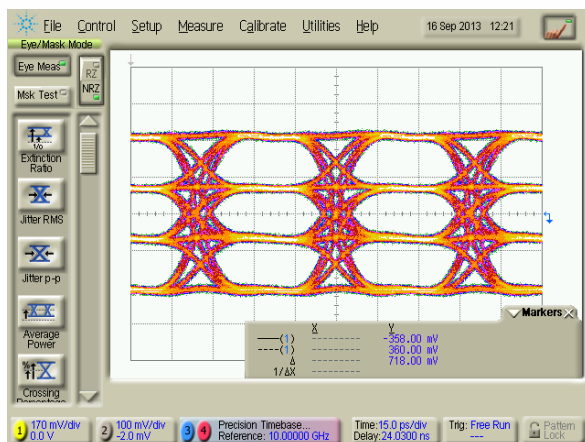 File Control Setup Measure Calibrate Utilities Help 16 Sep 2013 12:21
Eye/Mask Mode
Eye Meas
RZ
Msk Test
NRZ
1/0
Extinction
Ratio
Jitter RMS
Jitter p-p
Average
Power
%
Crossing
Percentage
Markers
X Y
(1) --------- -358.00 mV
(1) --------- 360.00 mV
Δ --------- 718.00 mV
1/ΔX ---------
1 170 mV/div
0.0 V
2 100 mV/div
-2.0 mV
3 4 Precision Timebase...
Reference: 10.00000 GHz
Time:15.0 ps/div
Delay:24.0300 ns
Trig: Free Run
---
Pattern
Lock